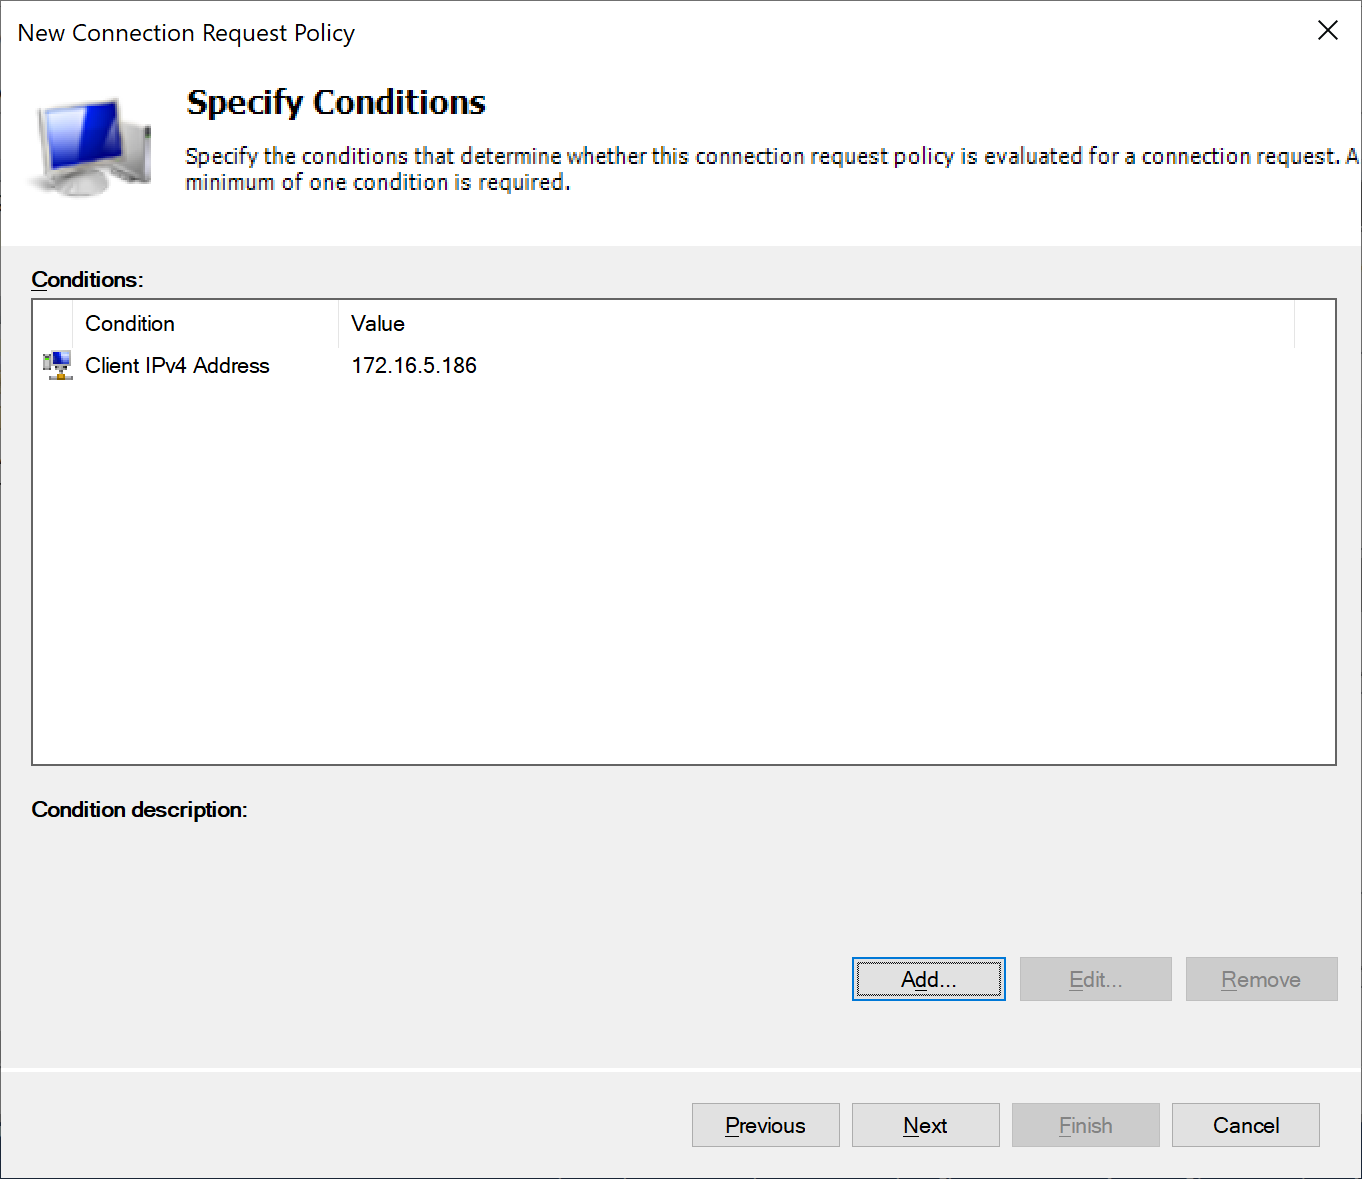 New Connection Request Policy
Specify Conditions
Specify the conditions that determine whether this connection request policy is evaluated for a connection request. A
minimum of one condition is required.
Conditions:
Condition Value
Client IPv4 Address 172.16.5.186
Condition description:
Add... Edit... Remove
Previous Next Finish Cancel